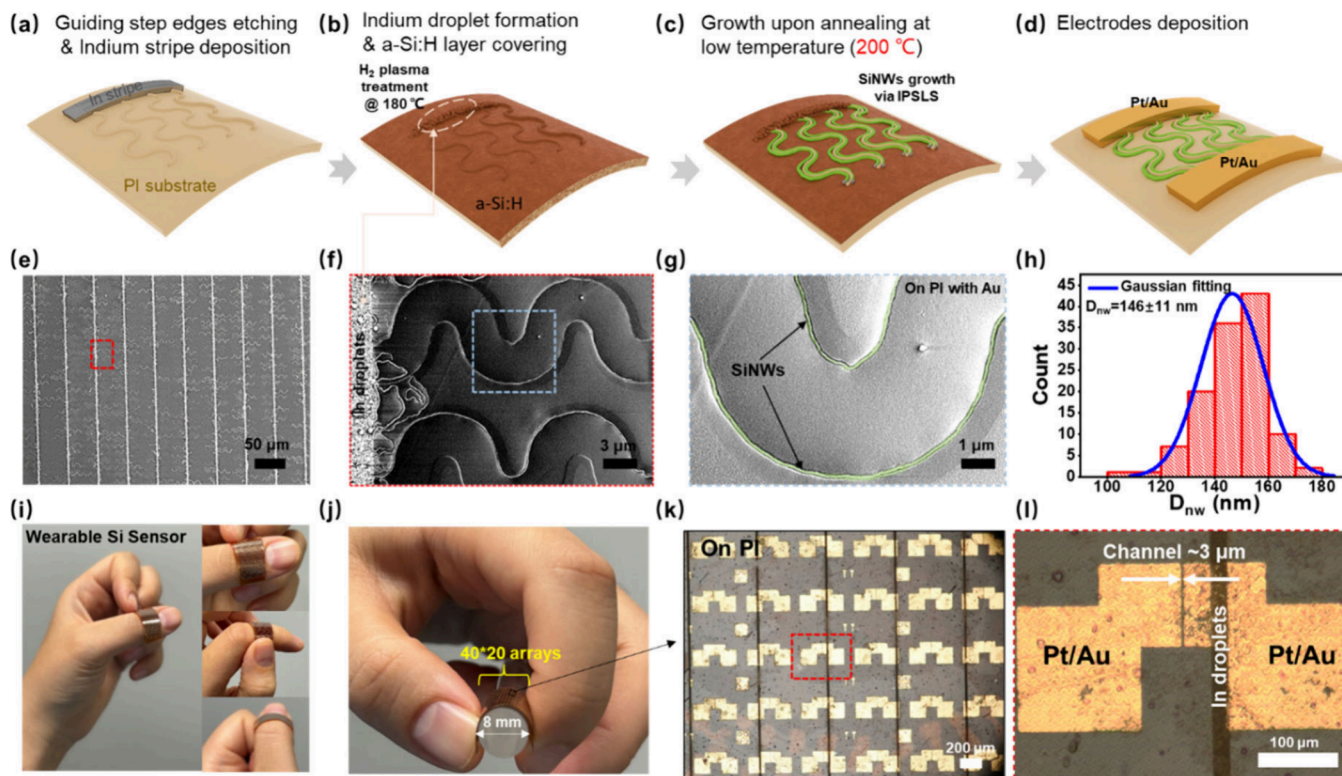 (a) Guiding step edges etching
& Indium stripe deposition
In stripe
PI substrate
(b) Indium droplet formation
& a-Si:H layer covering
H₂ plasma
treatment
@ 180℃
a-Si:H
(c) Growth upon annealing at
low temperature (200 ℃)
SiNWs growth
via IPSLS
(d) Electrodes deposition
Pt/Au
Pt/Au
(e)
50 μm
(f)
In droplets
3 μm
(g)
On PI with Au
SiNWs
1 μm
(h)
Gaussian fitting
Dnw=146±11 nm
Count
45
40
35
30
25
20
15
10
5
0
100 120 140 160 180
Dnw (nm)
(i)
Wearable Si Sensor
(j)
40*20 arrays
8 mm
(k)
On PI
200 μm
(l)
Channel ~3 μm
Pt/Au
In droplets
Pt/Au
100 μm